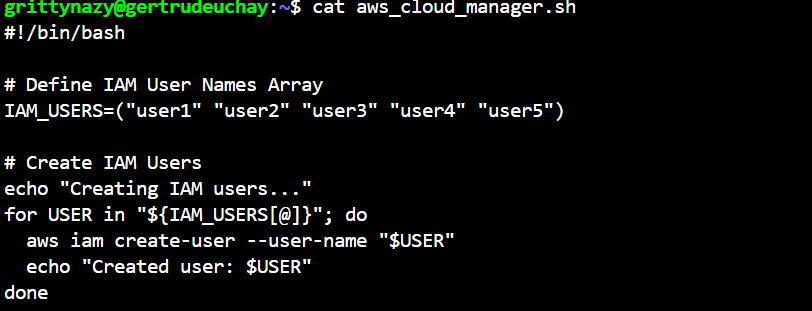 grittynazy@gertrudeuchay:~$ cat aws_cloud_manager.sh
#!/bin/bash

# Define IAM User Names Array
IAM_USERS=("user1" "user2" "user3" "user4" "user5")

# Create IAM Users
echo "Creating IAM users..."
for USER in "${IAM_USERS[@]}"; do
  aws iam create-user --user-name "$USER"
  echo "Created user: $USER"
done